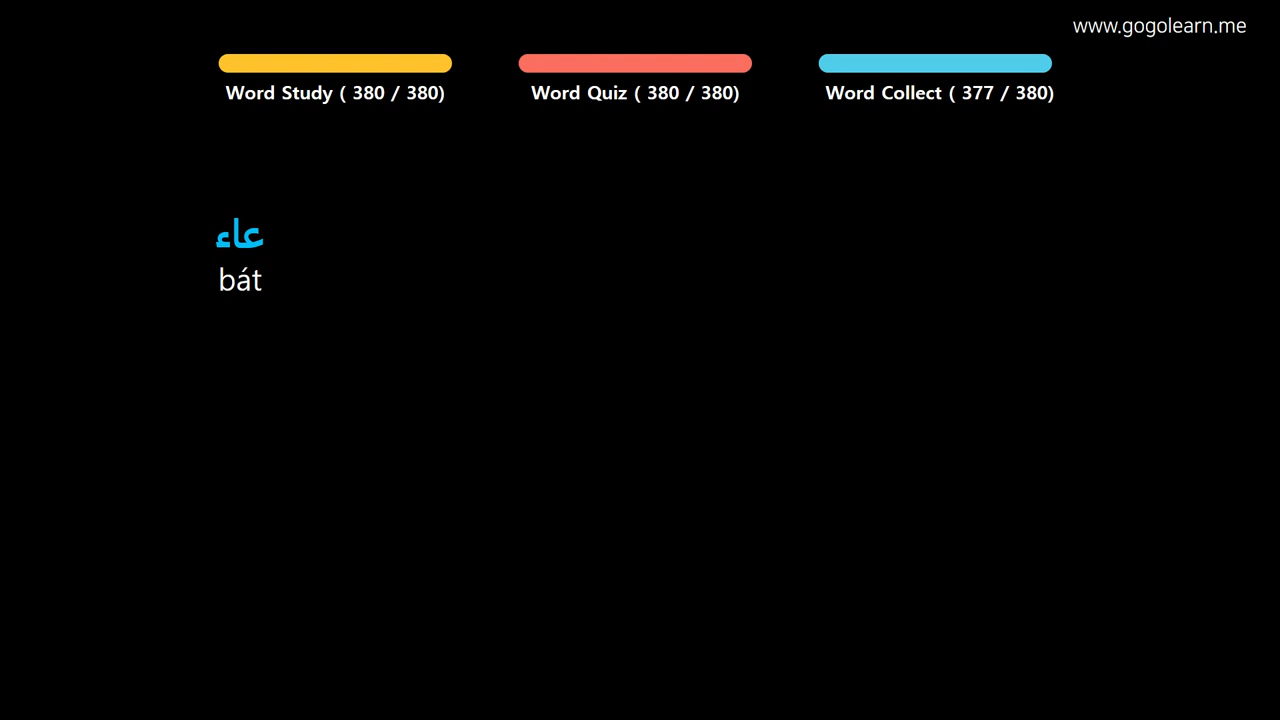 www.gogolearn.me
Word Study ( 380 / 380)
Word Quiz ( 380 / 380)
Word Collect ( 377 / 380)
عاء
bát